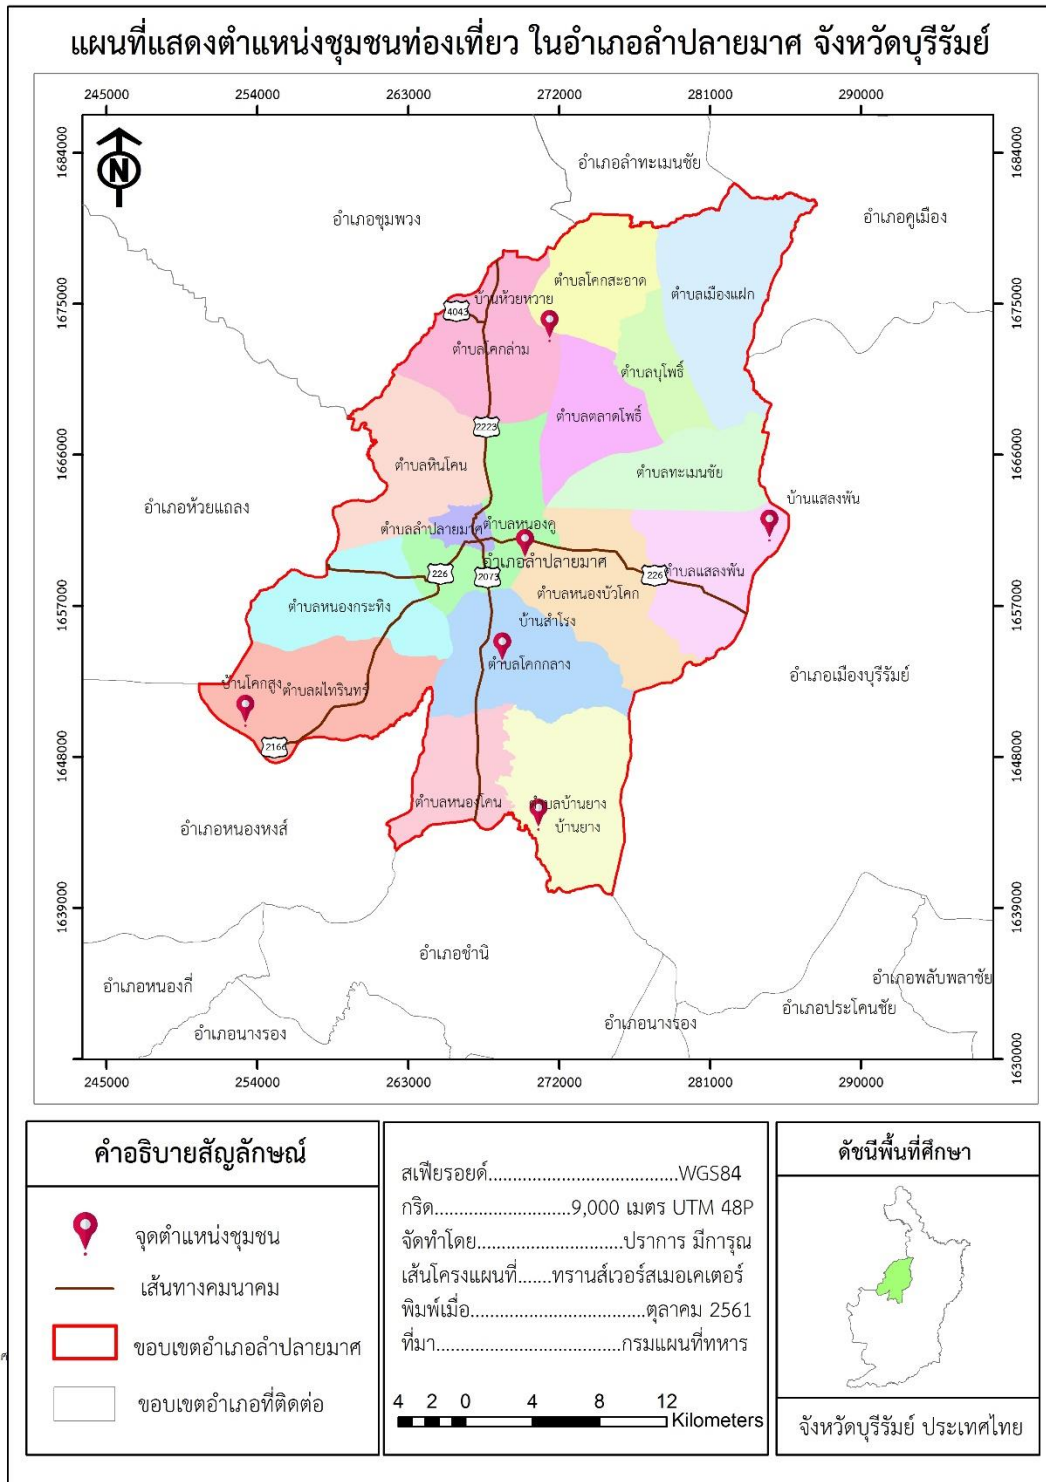 แผนที่แสดงตำแหน่งชุมชนท่องเที่ยว ในอำเภอลำปลายมาศ จังหวัดบุรีรัมย์
245000 254000 263000 272000 281000 290000
1684000 1684000
N
อำเภอลำทะเมนชัย
อำเภอชุมพวง
อำเภอคูเมือง
ตำบลโคกสะอาด
ตำบลเมืองแฝก
บ้านห้วยหวาย
1675000 1675000
4043
ตำบลโคกล่าม
ตำบลบุโพธิ์
ตำบลตลาดโพธิ์
2223
1666000 1666000
ตำบลหินโคน
ตำบลทะเมนชัย
อำเภอห้วยแถลง
บ้านแสลงพัน
ตำบลลำปลายมาศ
ตำบลหนองคู
อำเภอลำปลายมาศ
226 2073 226
ตำบลแสลงพัน
ตำบลหนองบัวโคก
1657000 1657000
ตำบลหนองกระทิง
บ้านสำโรง
ตำบลโคกกลาง
อำเภอเมืองบุรีรัมย์
บ้านโคกสูง
ตำบลผไทรินทร์
2166
1648000 1648000
ตำบลหนองโดน
ตำบลบ้านยาง
บ้านยาง
อำเภอหนองหงส์
1639000 1639000
อำเภอชำนิ
อำเภอหนองกี่
อำเภอพลับพลาชัย
อำเภอประโคนชัย
อำเภอนางรอง
อำเภอนางรอง
1630000
245000 254000 263000 272000 281000 290000
คำอธิบายสัญลักษณ์
จุดตำแหน่งชุมชน
เส้นทางคมนาคม
ขอบเขตอำเภอลำปลายมาศ
ขอบเขตอำเภอที่ติดต่อ
สเฟียรอยด์......................................WGS84
กริด...........................9,000 เมตร UTM 48P
จัดทำโดย.............................ปราการ มีการุณ
เส้นโครงแผนที่.......ทรานส์เวอร์สเมอเคเตอร์
พิมพ์เมื่อ...................................ตุลาคม 2561
ที่มา.....................................กรมแผนที่ทหาร
4 2 0 4 8 12
Kilometers
ดัชนีพื้นที่ศึกษา
จังหวัดบุรีรัมย์ ประเทศไทย